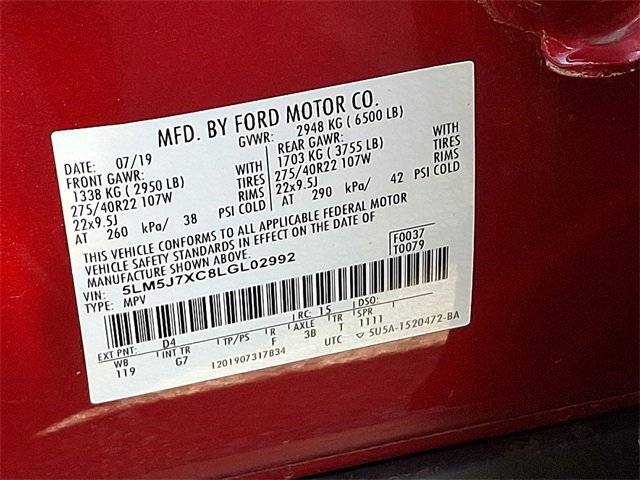 MFD. BY FORD MOTOR CO.
DATE: 07/19
GVWR: 2948 KG ( 6500 LB)
FRONT GAWR:
1338 KG ( 2950 LB) WITH
275/40R22 107W TIRES
22x9.5J RIMS
AT 260 kPa/ 38 PSI COLD
REAR GAWR:
1703 KG ( 3755 LB) WITH
275/40R22 107W TIRES
22x9.5J RIMS
AT 290 kPa/ 42 PSI COLD
THIS VEHICLE CONFORMS TO ALL APPLICABLE FEDERAL MOTOR
VEHICLE SAFETY STANDARDS IN EFFECT ON THE DATE OF
MANUFACTURE SHOWN ABOVE.
F0037
T0079
VIN: 5LM5J7XC8LGL02992
TYPE: MPV
EXT PNT: D4 RC: 15 DSO:
WB INT TR TP/PS R AXLE TR SPR
119 G7 F 3B T 1111
1201907317834 UTC 5U5A-1520472-BA